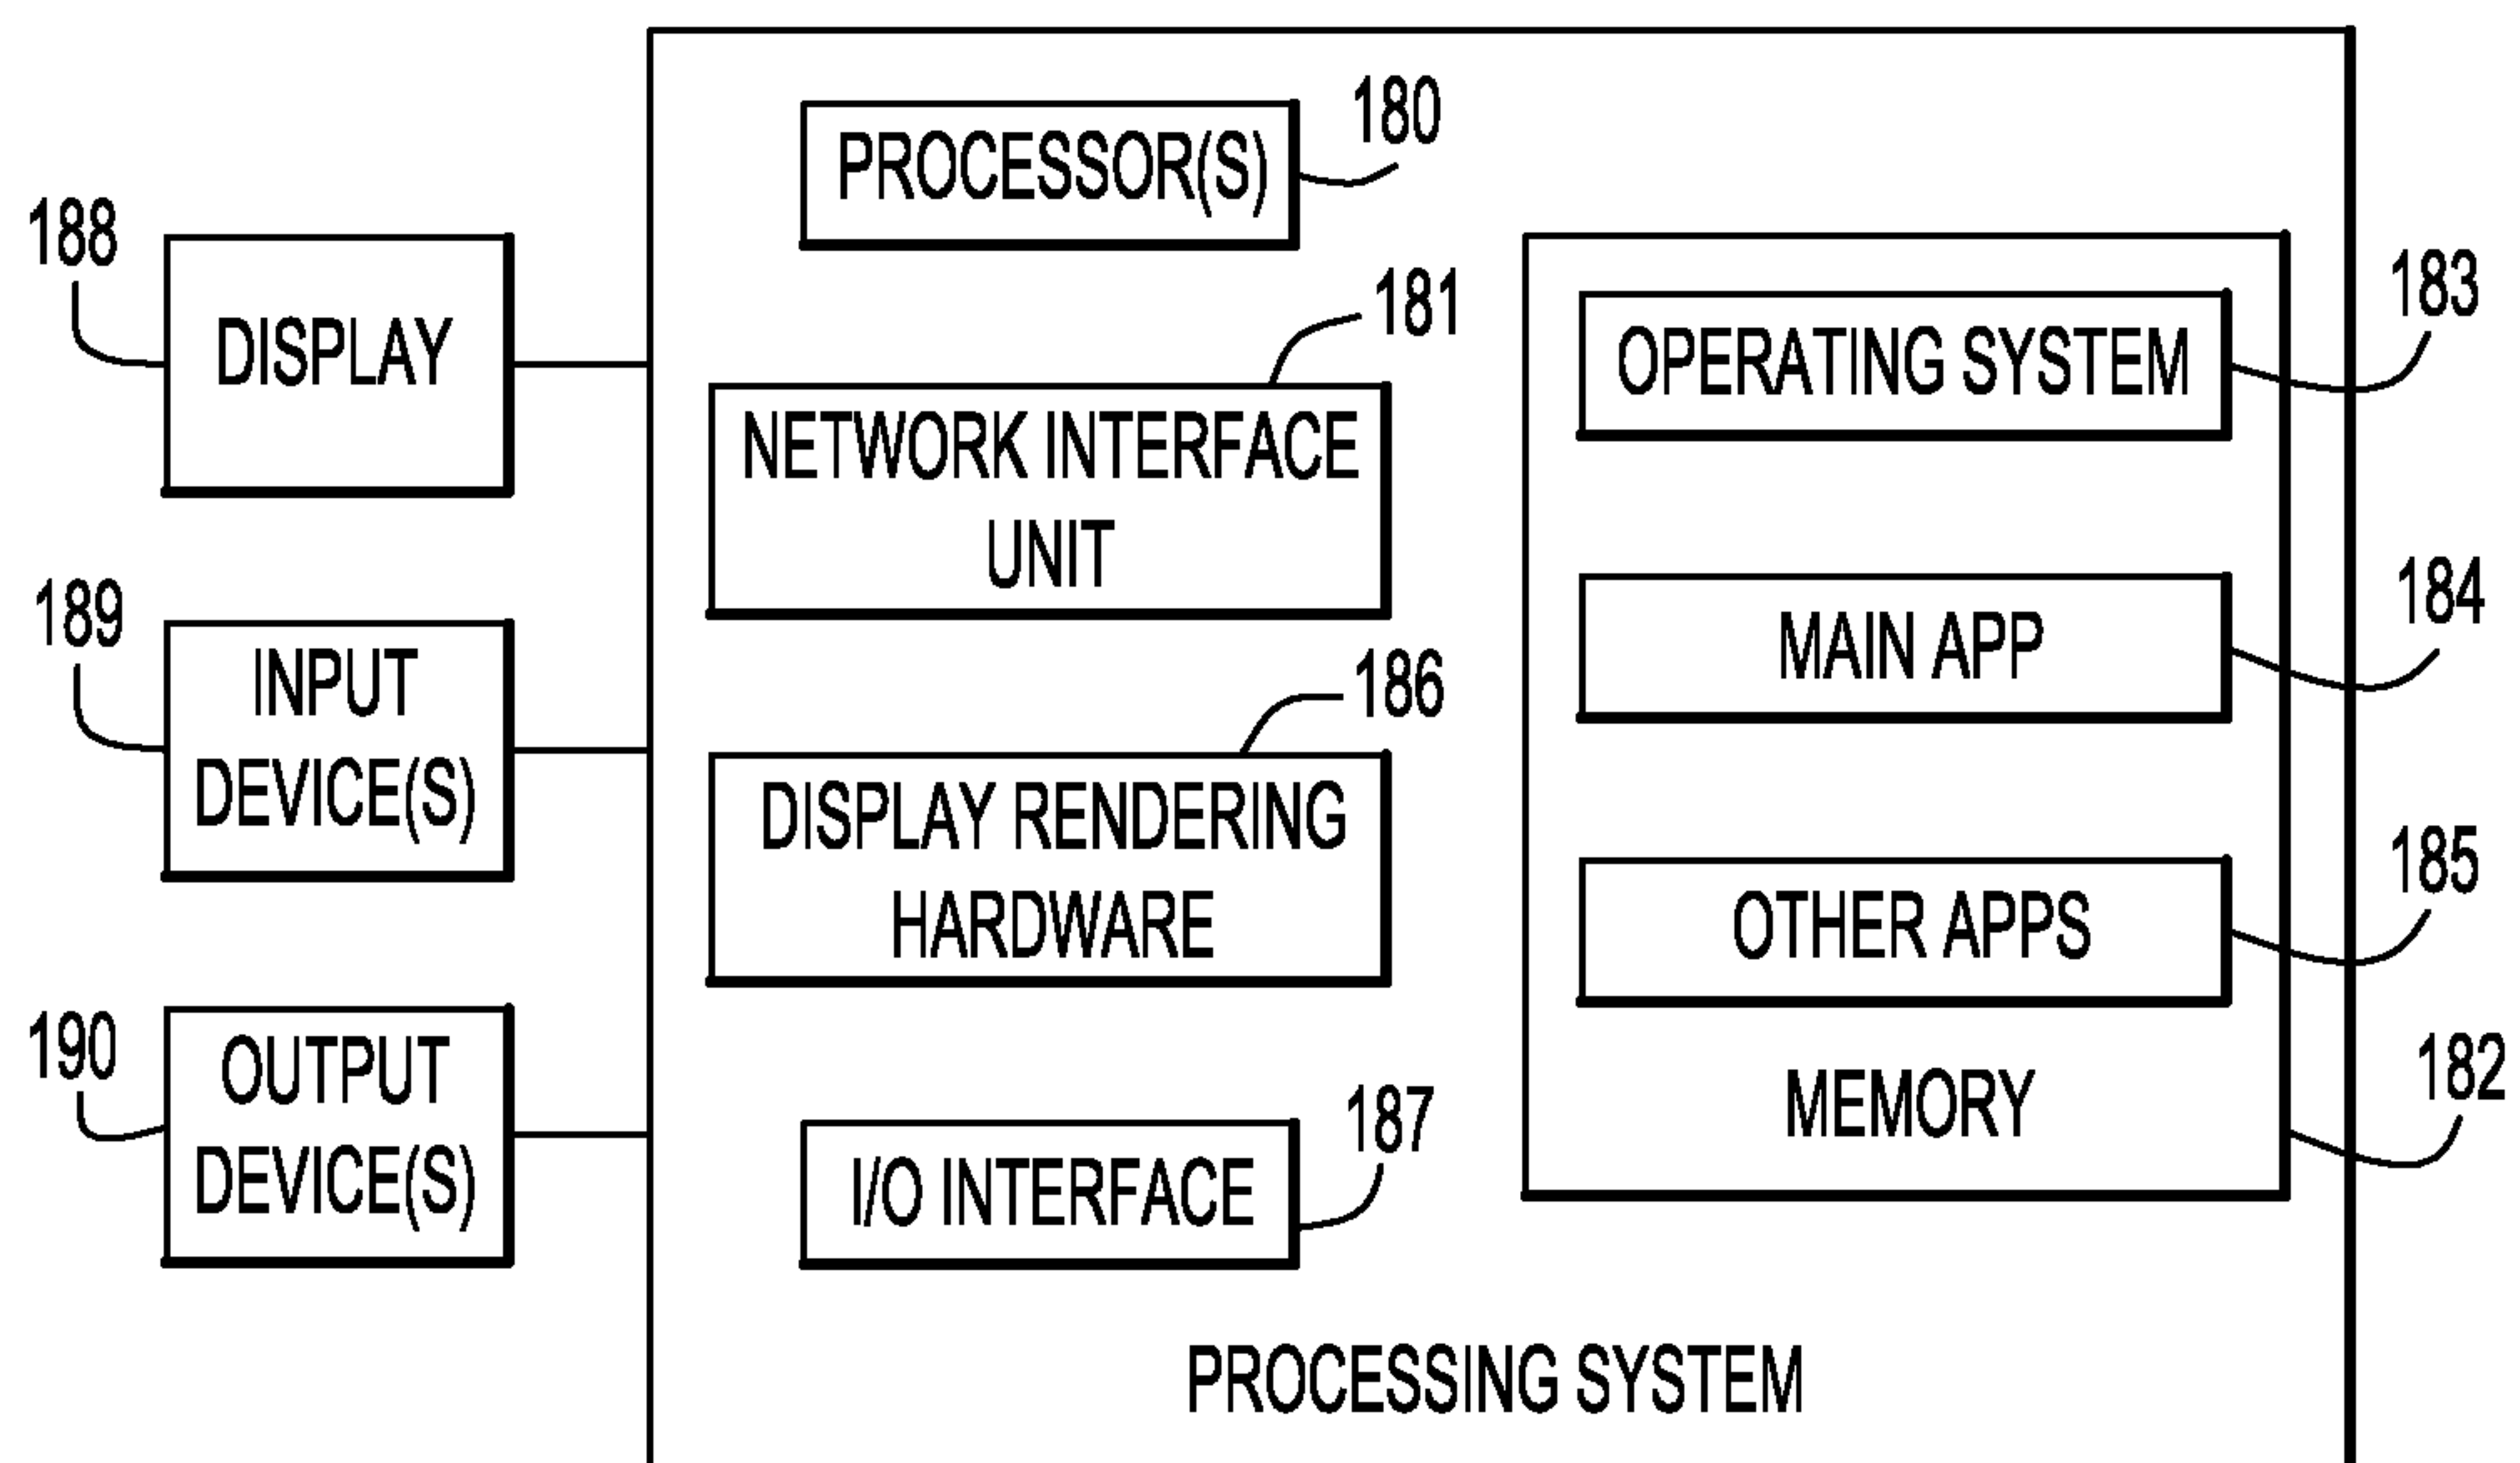 188
DISPLAY
189
INPUT
DEVICE(S)
190
OUTPUT
DEVICE(S)
PROCESSOR(S)
180
181
NETWORK INTERFACE
UNIT
186
DISPLAY RENDERING
HARDWARE
187
I/O INTERFACE
OPERATING SYSTEM
183
MAIN APP
184
OTHER APPS
185
MEMORY
182
PROCESSING SYSTEM